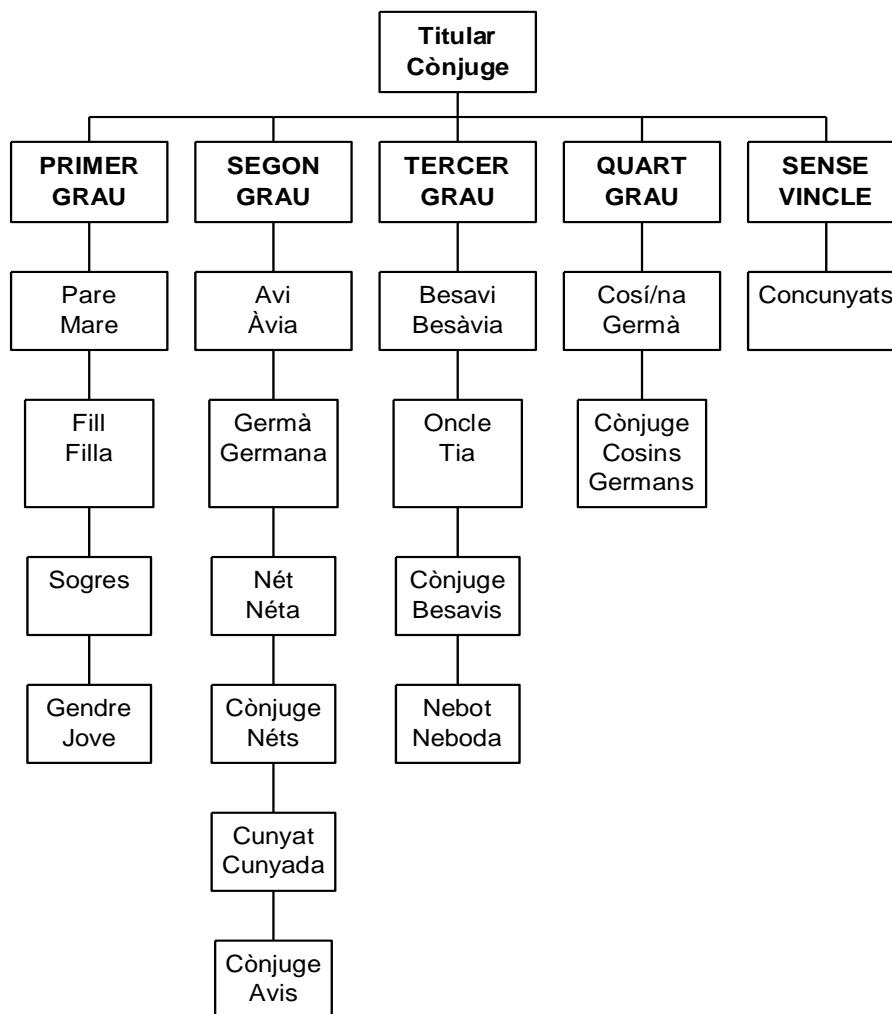 Titular
Cònjuge
PRIMER
GRAU
SEGON
GRAU
TERCER
GRAU
QUART
GRAU
SENSE
VINCLE
Pare
Mare
Avi
Àvia
Besavi
Besàvia
Cosí/na
Germà
Concunyats
Fill
Filla
Germà
Germana
Oncle
Tia
Cònjuge
Cosins
Germans
Sogres
Nét
Néta
Cònjuge
Besavis
Gendre
Jove
Cònjuge
Néts
Nebot
Neboda
Cunyat
Cunyada
Cònjuge
Avis